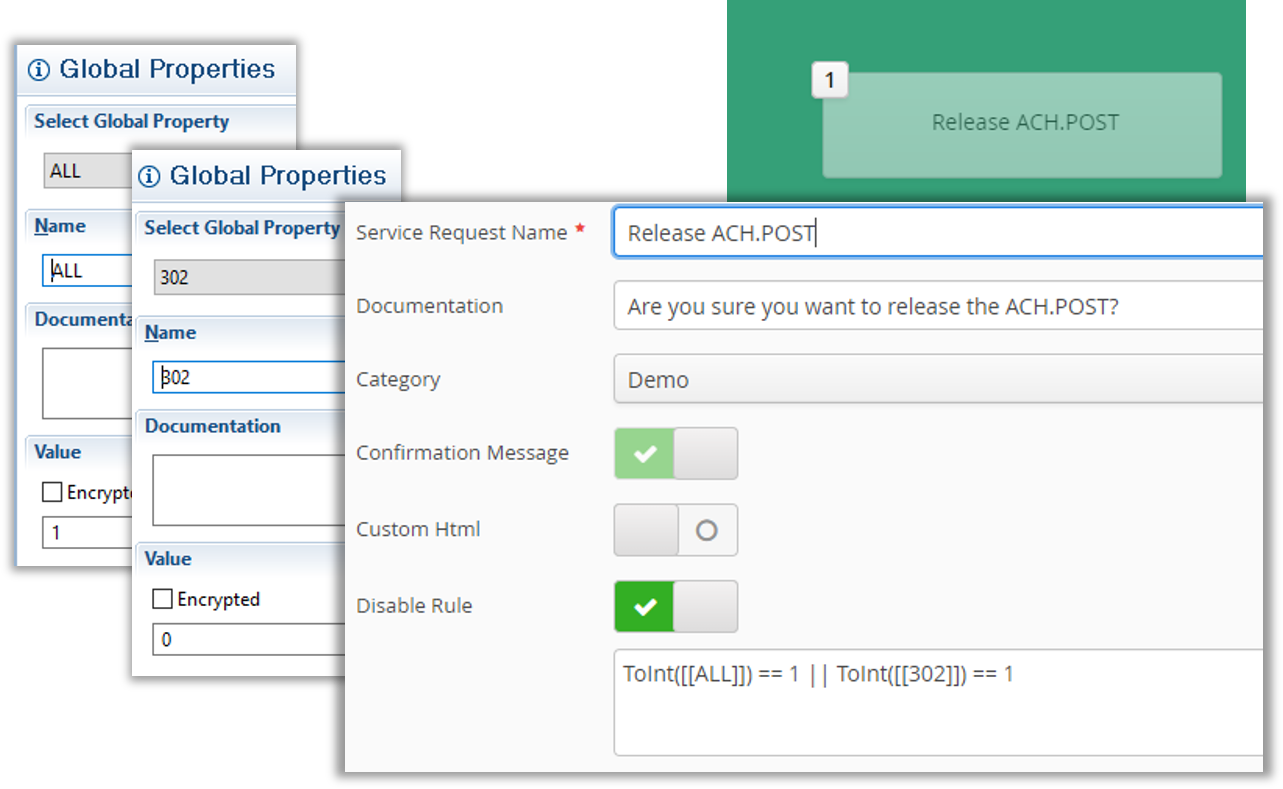 Global Properties
Select Global Property
ALL
Name
ALL
Documenta
Value
Encrypte
1
Global Properties
Select Global Property
302
Name
302
Documentation
Value
Encrypted
0
1
Release ACH.POST
Service Request Name *
Release ACH.POST
Documentation
Are you sure you want to release the ACH.POST?
Category
Demo
Confirmation Message
Custom Html
Disable Rule
ToInt([[ALL]]) == 1 || ToInt([[302]]) == 1